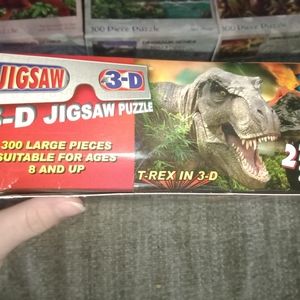 300 Piece Puzzle
JIGSAW
3-D
3-D JIGSAW PUZZLE
300 LARGE PIECES
SUITABLE FOR AGES
8 AND UP
T-REX IN 3-D